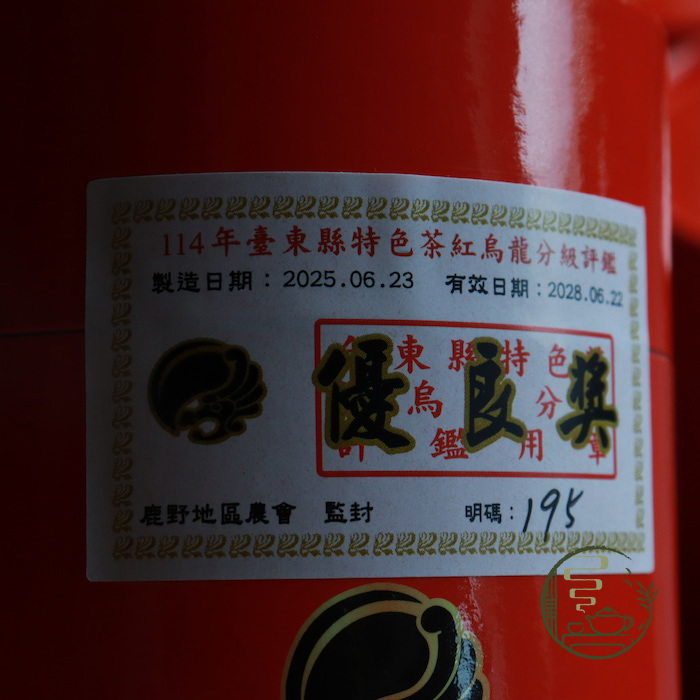 114年臺東縣特色茶紅烏龍分級評鑑
製造日期：2025.06.23 有效日期：2028.06.22
東縣特色
優良獎
烏 分
鑑用章
鹿野地區農會 監封 明碼：195